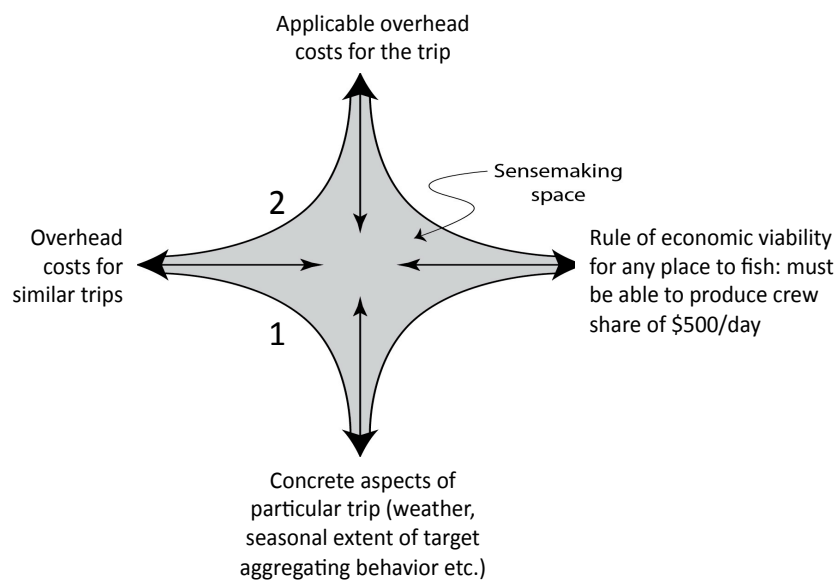 Applicable overhead
costs for the trip
2
Sensemaking
space
Overhead
costs for
similar trips
Rule of economic viability
for any place to fish: must
be able to produce crew
share of $500/day
1
Concrete aspects of
particular trip (weather,
seasonal extent of target
aggregating behavior etc.)